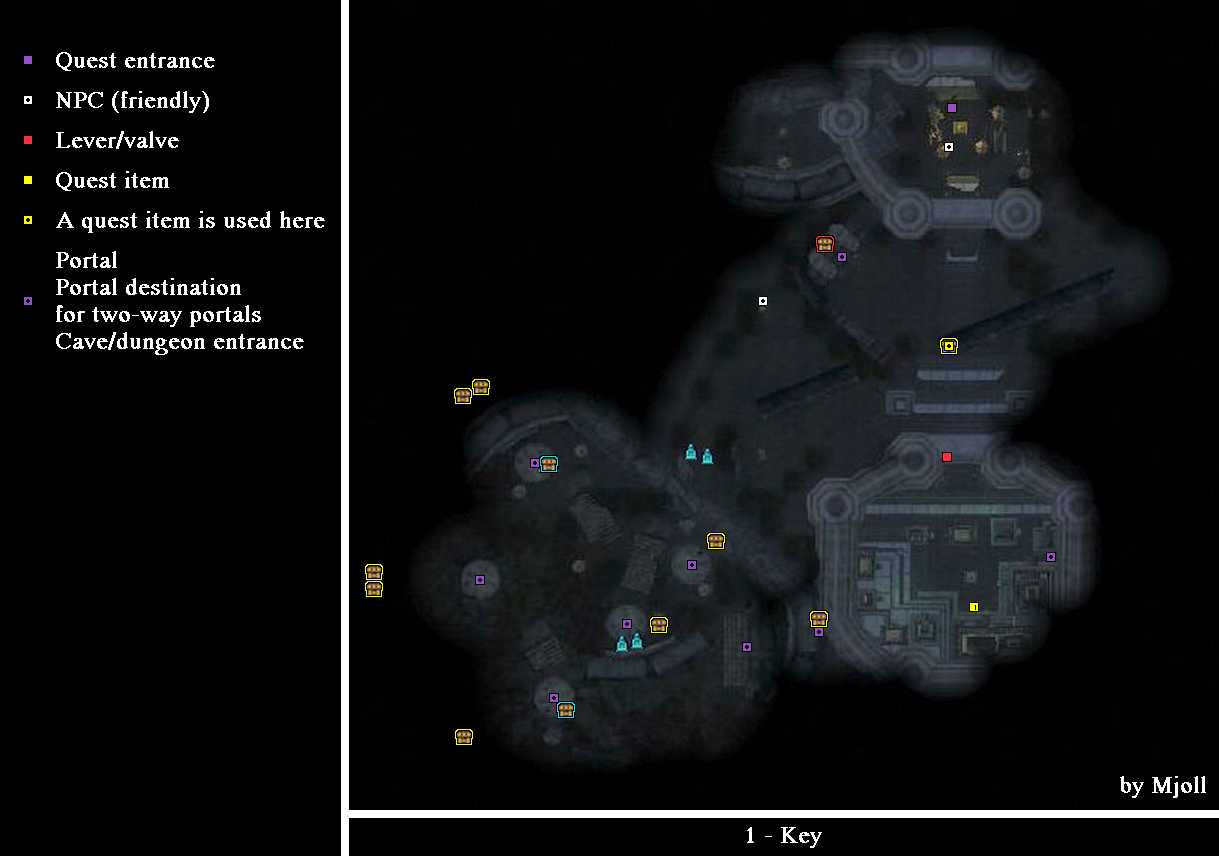 Quest entrance
NPC (friendly)
Lever/valve
Quest item
A quest item is used here
Portal
Portal destination
for two-way portals
Cave/dungeon entrance
by Mjoll
1 - Key